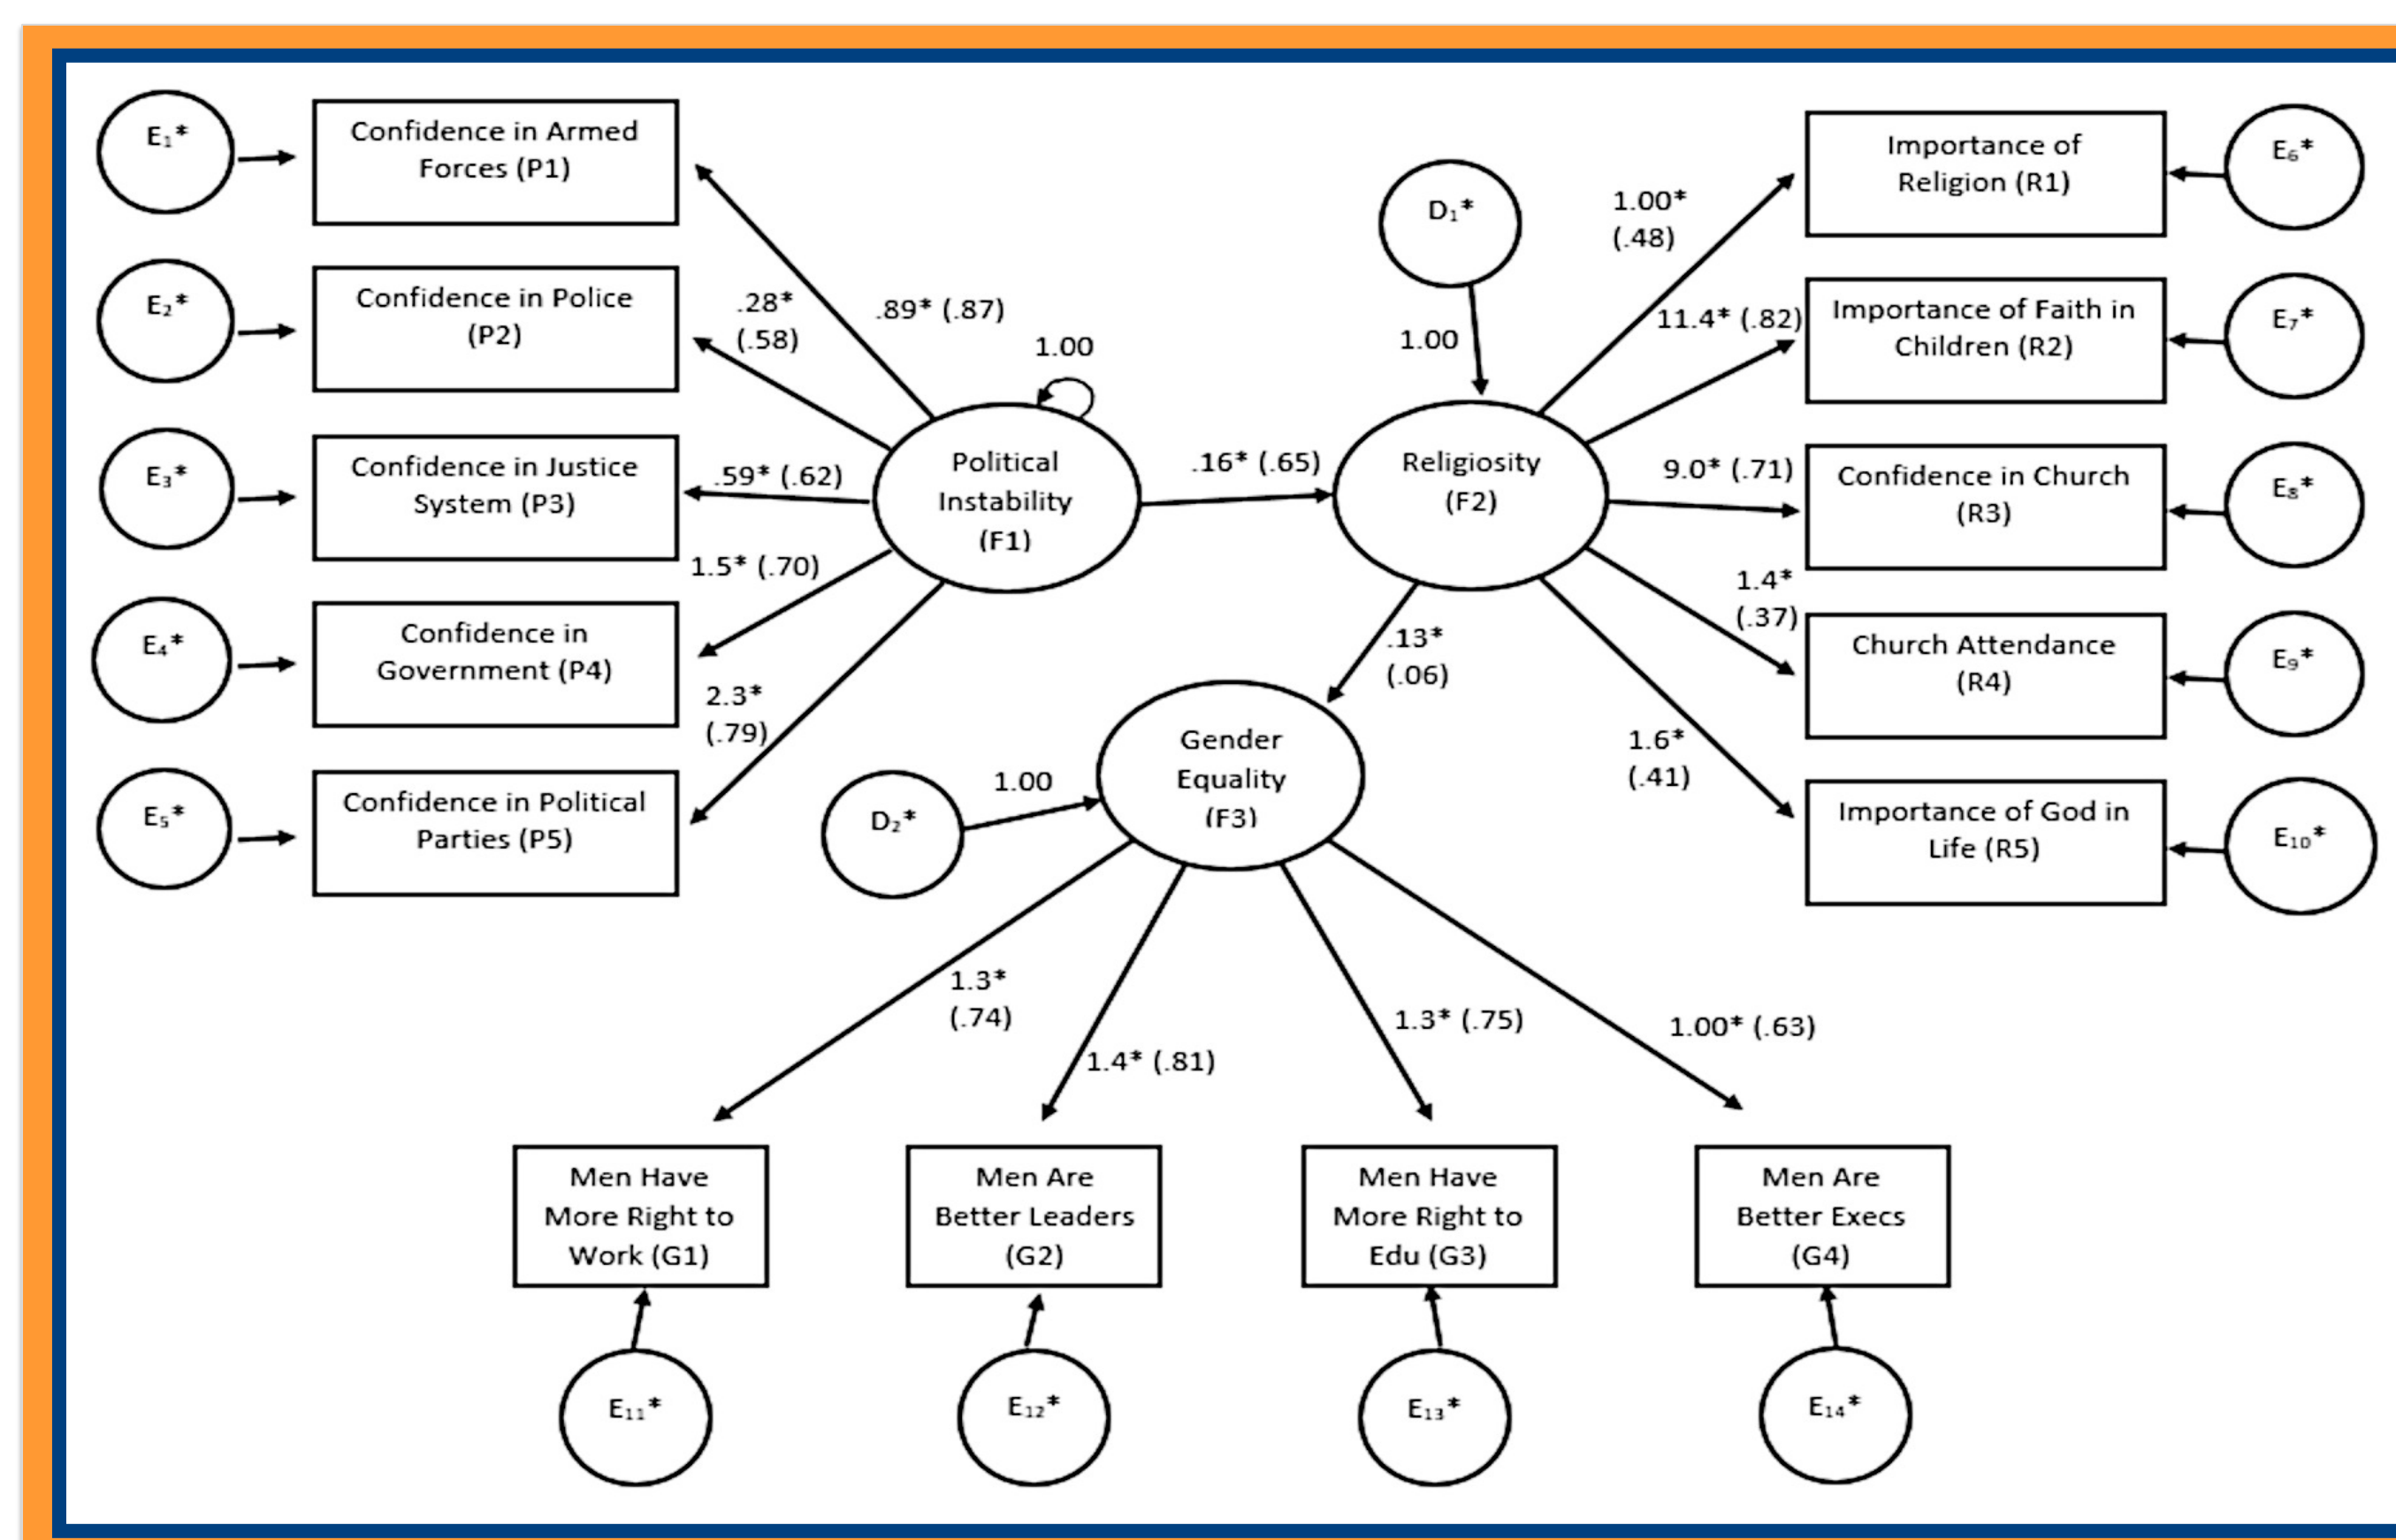 E₁*
Confidence in Armed
Forces (P1)
E₂*
Confidence in Police
(P2)
E₃*
Confidence in Justice
System (P3)
E₄*
Confidence in
Government (P4)
E₅*
Confidence in Political
Parties (P5)
.89* (.87)
.28*
(.58)
.59* (.62)
1.5* (.70)
2.3*
(.79)
1.00
Political
Instability
(F1)
.16* (.65)
D₁*
1.00
Religiosity
(F2)
1.00*
(.48)
11.4* (.82)
9.0* (.71)
1.4*
(.37)
1.6*
(.41)
Importance of
Religion (R1)
E₆*
Importance of Faith in
Children (R2)
E₇*
Confidence in Church
(R3)
E₈*
Church Attendance
(R4)
E₉*
Importance of God in
Life (R5)
E₁₀*
.13*
(.06)
D₂*
1.00
Gender
Equality
(F3)
1.3*
(.74)
1.4* (.81)
1.3* (.75)
1.00* (.63)
Men Have
More Right to
Work (G1)
Men Are
Better Leaders
(G2)
Men Have
More Right to
Edu (G3)
Men Are
Better Execs
(G4)
E₁₁*
E₁₂*
E₁₃*
E₁₄*